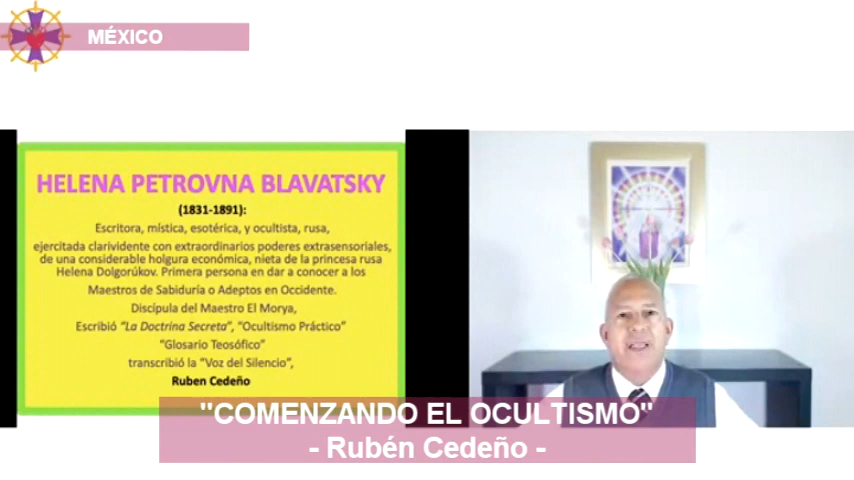 MÉXICO
HELENA PETROVNA BLAVATSKY
(1831-1891):
Escritora, mística, esotérica, y ocultista, rusa,
ejercitada clarividente con extraordinarios poderes extrasensoriales,
de una considerable holgura económica, nieta de la princesa rusa
Helena Dolgorúkov. Primera persona en dar a conocer a los
Maestros de Sabiduría o Adeptos en Occidente.
Discípula del Maestro El Morya,
Escribió “La Doctrina Secreta”, “Ocultismo Práctico”
“Glosario Teosófico”
transcribió la “Voz del Silencio”,
Ruben Cedeño
"COMENZANDO EL OCULTISMO"
- Rubén Cedeño -